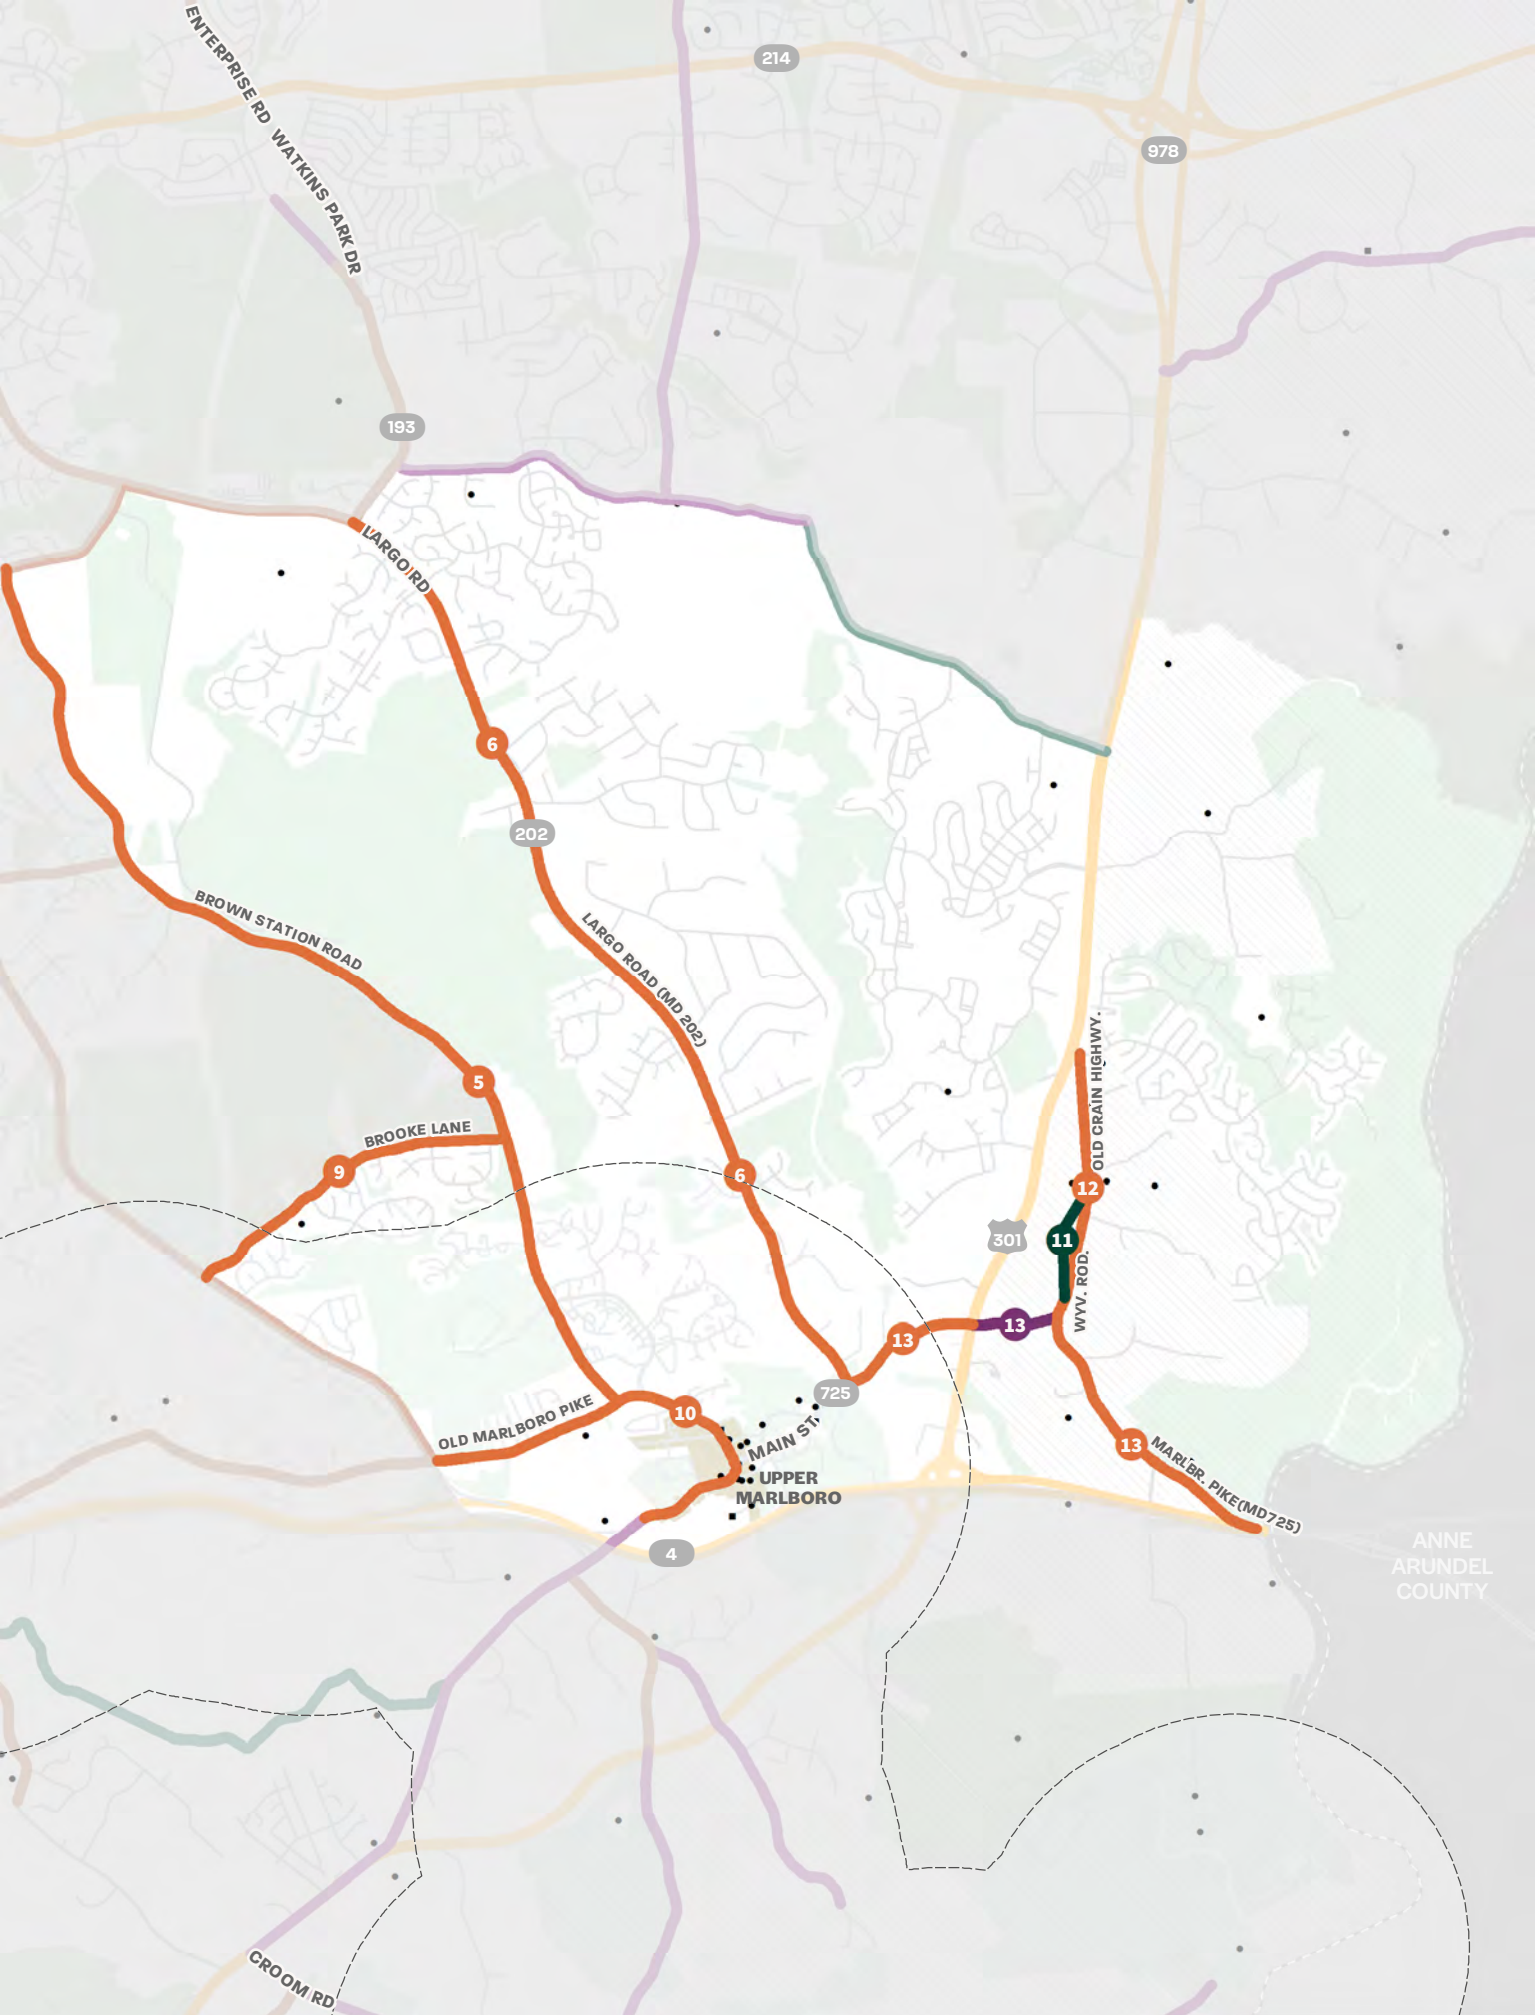 ENTERPRISE RD
WATKINS PARK DR
214
978
193
LARGO RD
6
202
BROWN STATION ROAD
LARGO ROAD (MD 202)
OLD CRAIN HIGHWY.
5
BROOKE LANE
9
6
12
301
11
WYV. ROD.
13
13
725
OLD MARLBORO PIKE
10
MAIN ST.
13
MARLBR. PIKE(MD725)
UPPER
MARLBORO
4
ANNE
ARUNDEL
COUNTY
CROOM RD